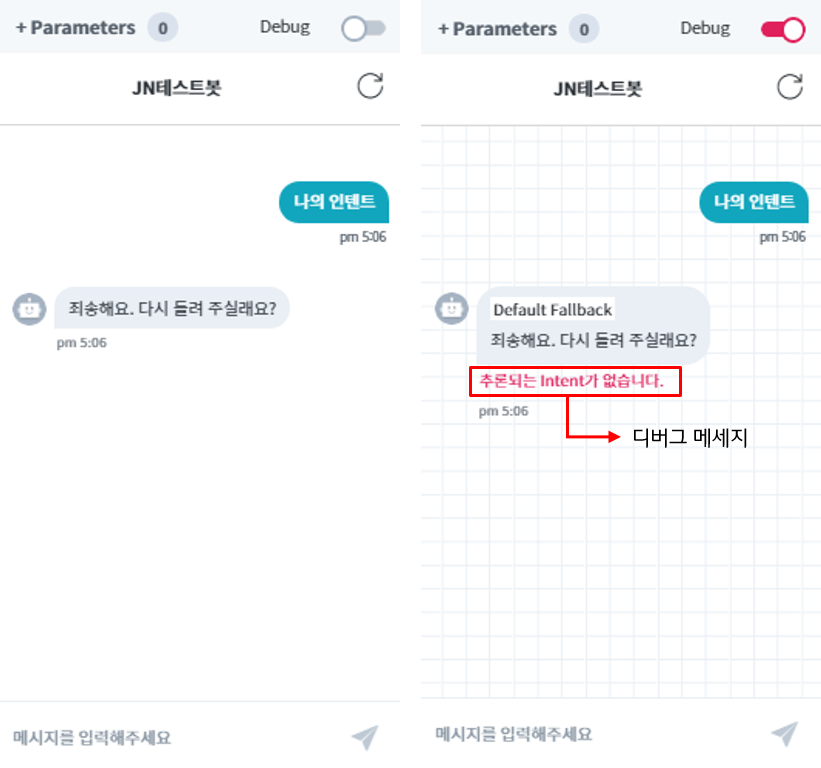 + Parameters 0 Debug
JN테스트봇
나의 인텐트
pm 5:06
죄송해요. 다시 들려 주실래요?
pm 5:06
메시지를 입력해주세요
+ Parameters 0 Debug
JN테스트봇
나의 인텐트
pm 5:06
Default Fallback
죄송해요. 다시 들려 주실래요?
추론되는 Intent가 없습니다.
pm 5:06
디버그 메세지
메시지를 입력해주세요